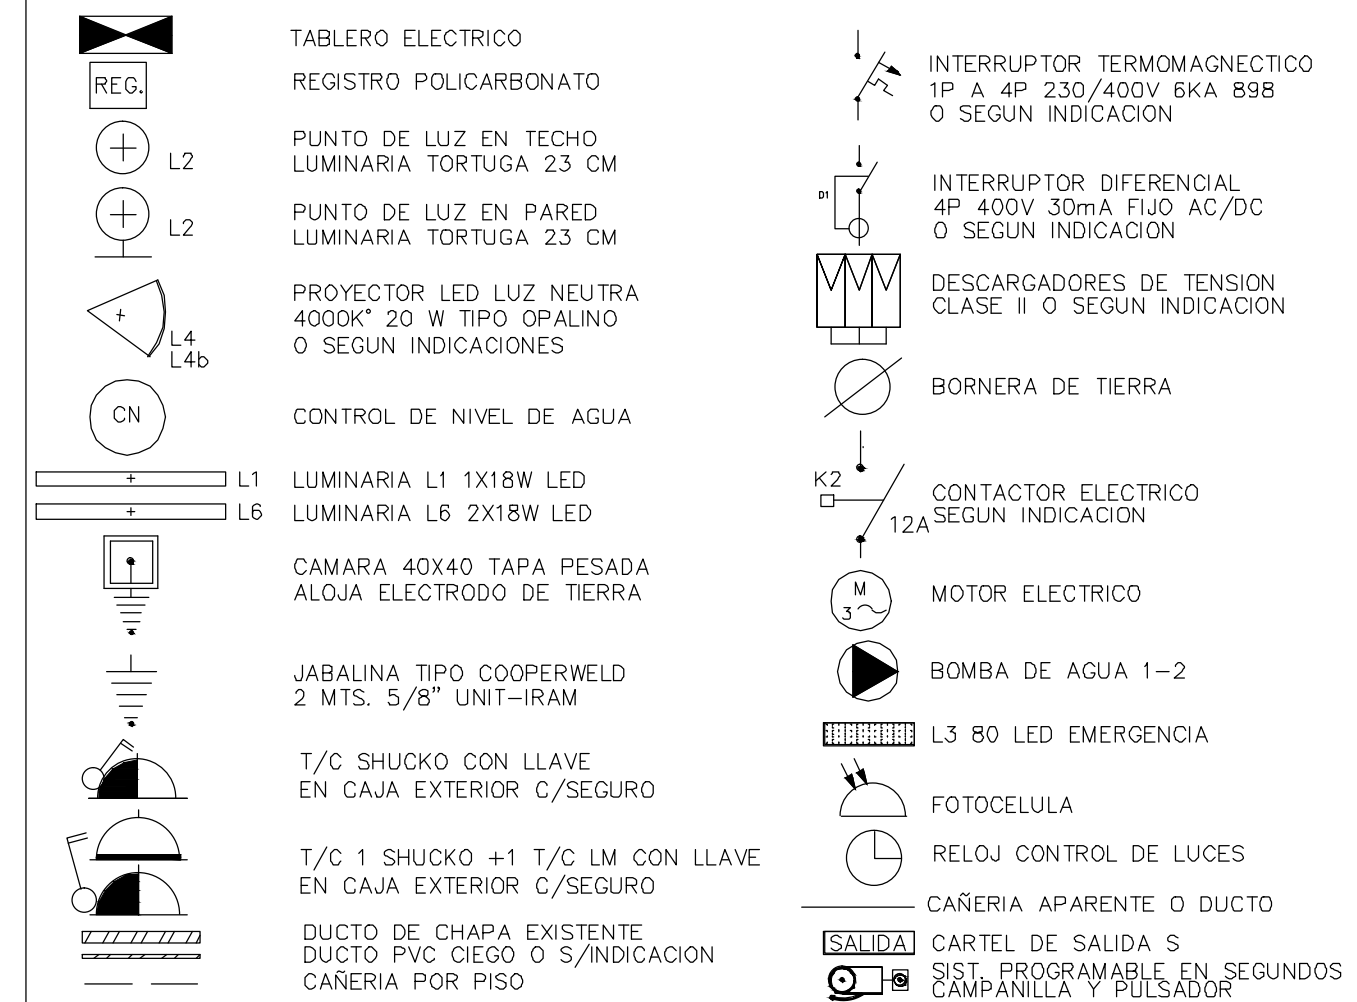 TABLERO ELECTRICO
REG.
REGISTRO POLICARBONATO
L2
PUNTO DE LUZ EN TECHO
LUMINARIA TORTUGA 23 CM
L2
PUNTO DE LUZ EN PARED
LUMINARIA TORTUGA 23 CM
L4
L4b
PROYECTOR LED LUZ NEUTRA
4000K° 20 W TIPO OPALINO
O SEGUN INDICACIONES
CN
CONTROL DE NIVEL DE AGUA
L1
LUMINARIA L1 1X18W LED
L6
LUMINARIA L6 2X18W LED
CAMARA 40X40 TAPA PESADA
ALOJA ELECTRODO DE TIERRA
JABALINA TIPO COOPERWELD
2 MTS. 5/8" UNIT-IRAM
T/C SHUCKO CON LLAVE
EN CAJA EXTERIOR C/SEGURO
T/C 1 SHUCKO +1 T/C LM CON LLAVE
EN CAJA EXTERIOR C/SEGURO
DUCTO DE CHAPA EXISTENTE
DUCTO PVC CIEGO O S/INDICACION
CAÑERIA POR PISO
INTERRUPTOR TERMOMAGNECTICO
1P A 4P 230/400V 6KA 898
O SEGUN INDICACION
D1
INTERRUPTOR DIFERENCIAL
4P 400V 30mA FIJO AC/DC
O SEGUN INDICACION
DESCARGADORES DE TENSION
CLASE II O SEGUN INDICACION
BORNERA DE TIERRA
K2
12A
CONTACTOR ELECTRICO
SEGUN INDICACION
M
3
MOTOR ELECTRICO
BOMBA DE AGUA 1-2
L3 80 LED EMERGENCIA
FOTOCELULA
RELOJ CONTROL DE LUCES
CAÑERIA APARENTE O DUCTO
SALIDA
CARTEL DE SALIDA S
SIST. PROGRAMABLE EN SEGUNDOS
CAMPANILLA Y PULSADOR